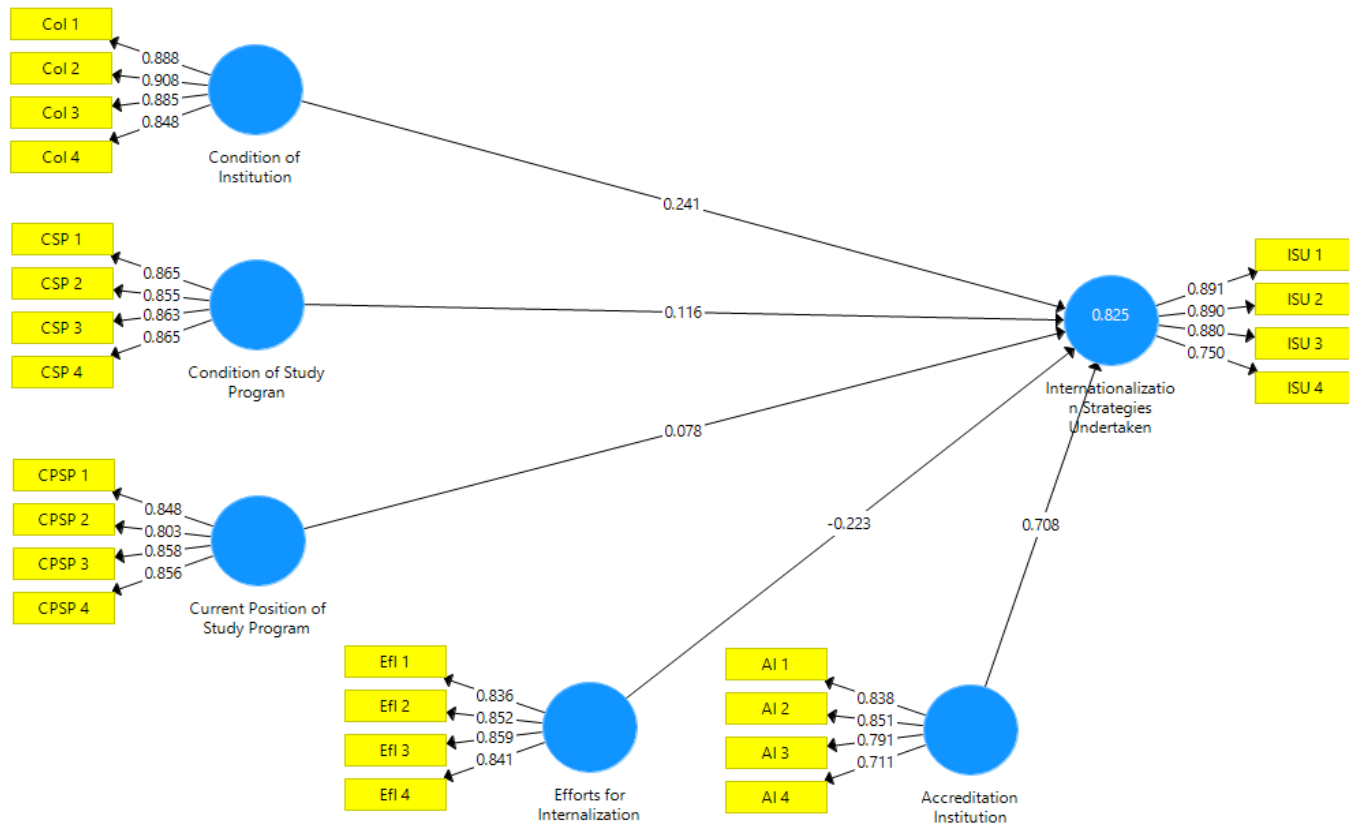 Col 1
Col 2
Col 3
Col 4
0.888
0.908
0.885
0.848
Condition of
Institution
0.241
CSP 1
CSP 2
CSP 3
CSP 4
0.865
0.855
0.863
0.865
Condition of Study
Progran
0.116
CPSP 1
CPSP 2
CPSP 3
CPSP 4
0.848
0.803
0.858
0.856
Current Position of
Study Program
0.078
EfI 1
EfI 2
EfI 3
EfI 4
0.836
0.852
0.859
0.841
Efforts for
Internalization
-0.223
AI 1
AI 2
AI 3
AI 4
0.838
0.851
0.791
0.711
Accreditation
Institution
0.708
0.825
Internationalizatio
n Strategies
Undertaken
0.891
0.890
0.880
0.750
ISU 1
ISU 2
ISU 3
ISU 4